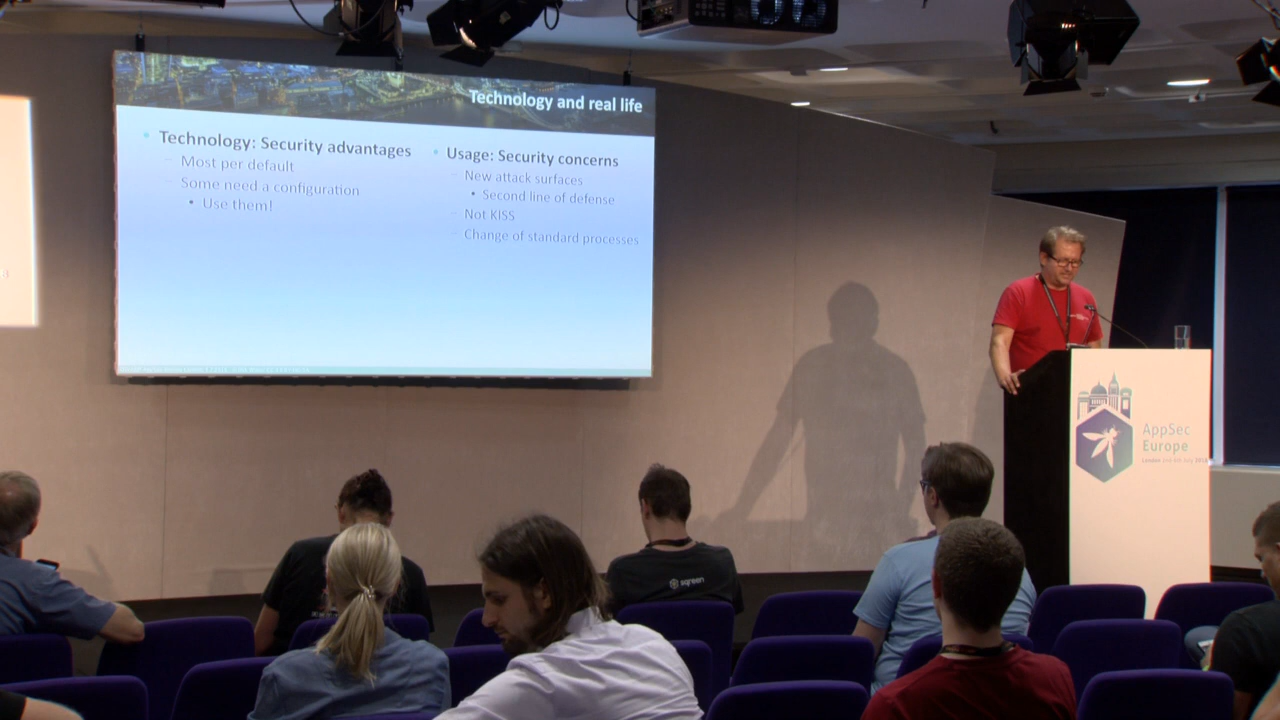 Technology and real life
• Technology: Security advantages
– Most per default
– Some need a configuration
• Use them!
• Usage: Security concerns
– New attack surfaces
• Second line of defense
– Not KISS
– Change of standard processes
AppSec
Europe
London
sqreen